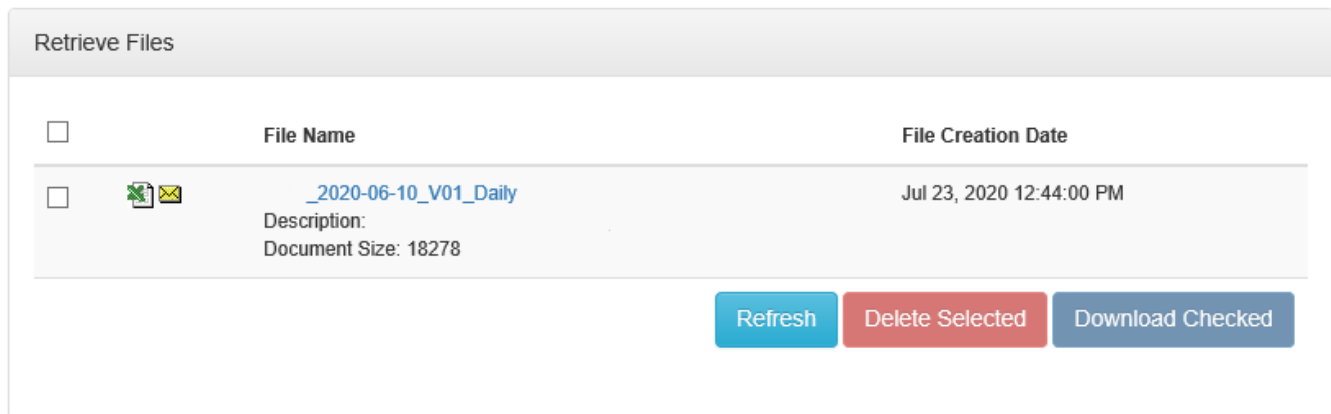 Retrieve Files
File Name File Creation Date
_2020-06-10_V01_Daily Jul 23, 2020 12:44:00 PM
Description:
Document Size: 18278
Refresh Delete Selected Download Checked